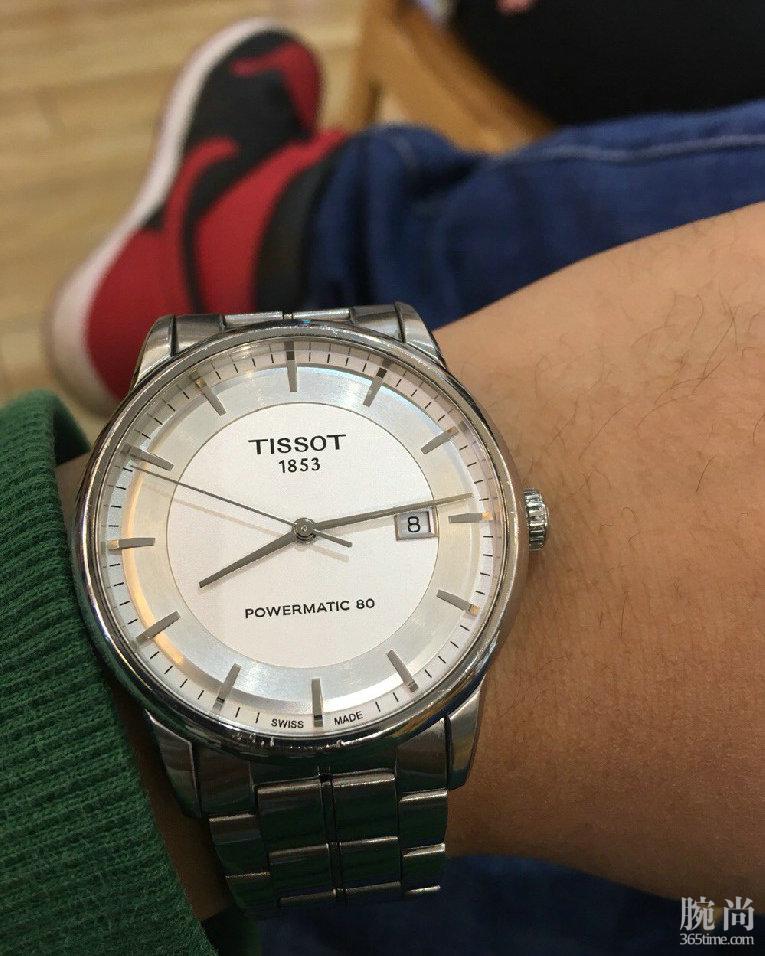 TISSOT
1853
8
POWERMATIC 80
SWISS MADE
腕尚
365time.com